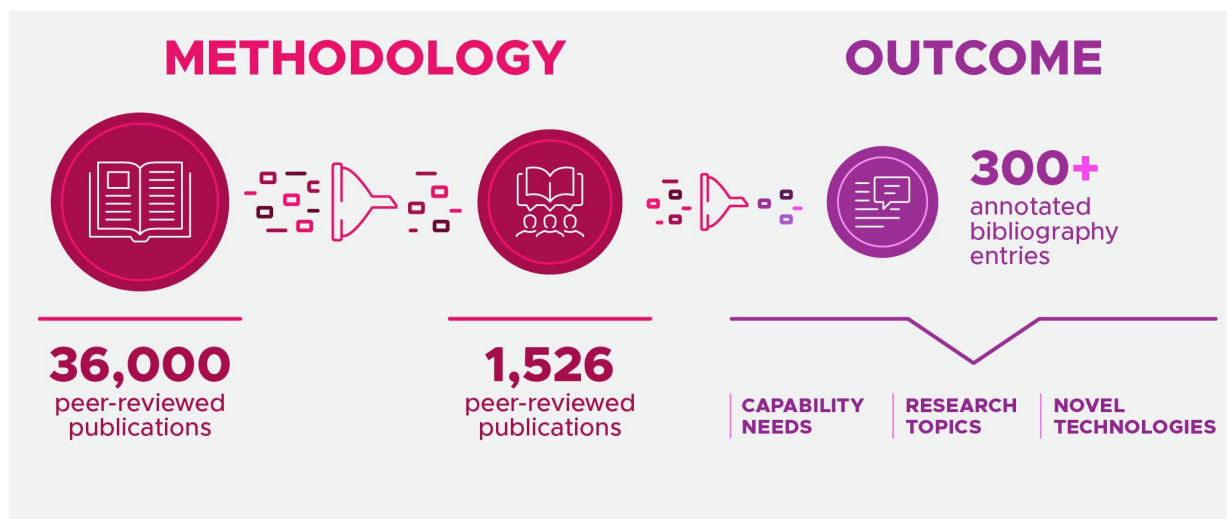 METHODOLOGY
OUTCOME
300+
annotated
bibliography
entries
36,000
peer-reviewed
publications
1,526
peer-reviewed
publications
CAPABILITY
NEEDS
RESEARCH
TOPICS
NOVEL
TECHNOLOGIES